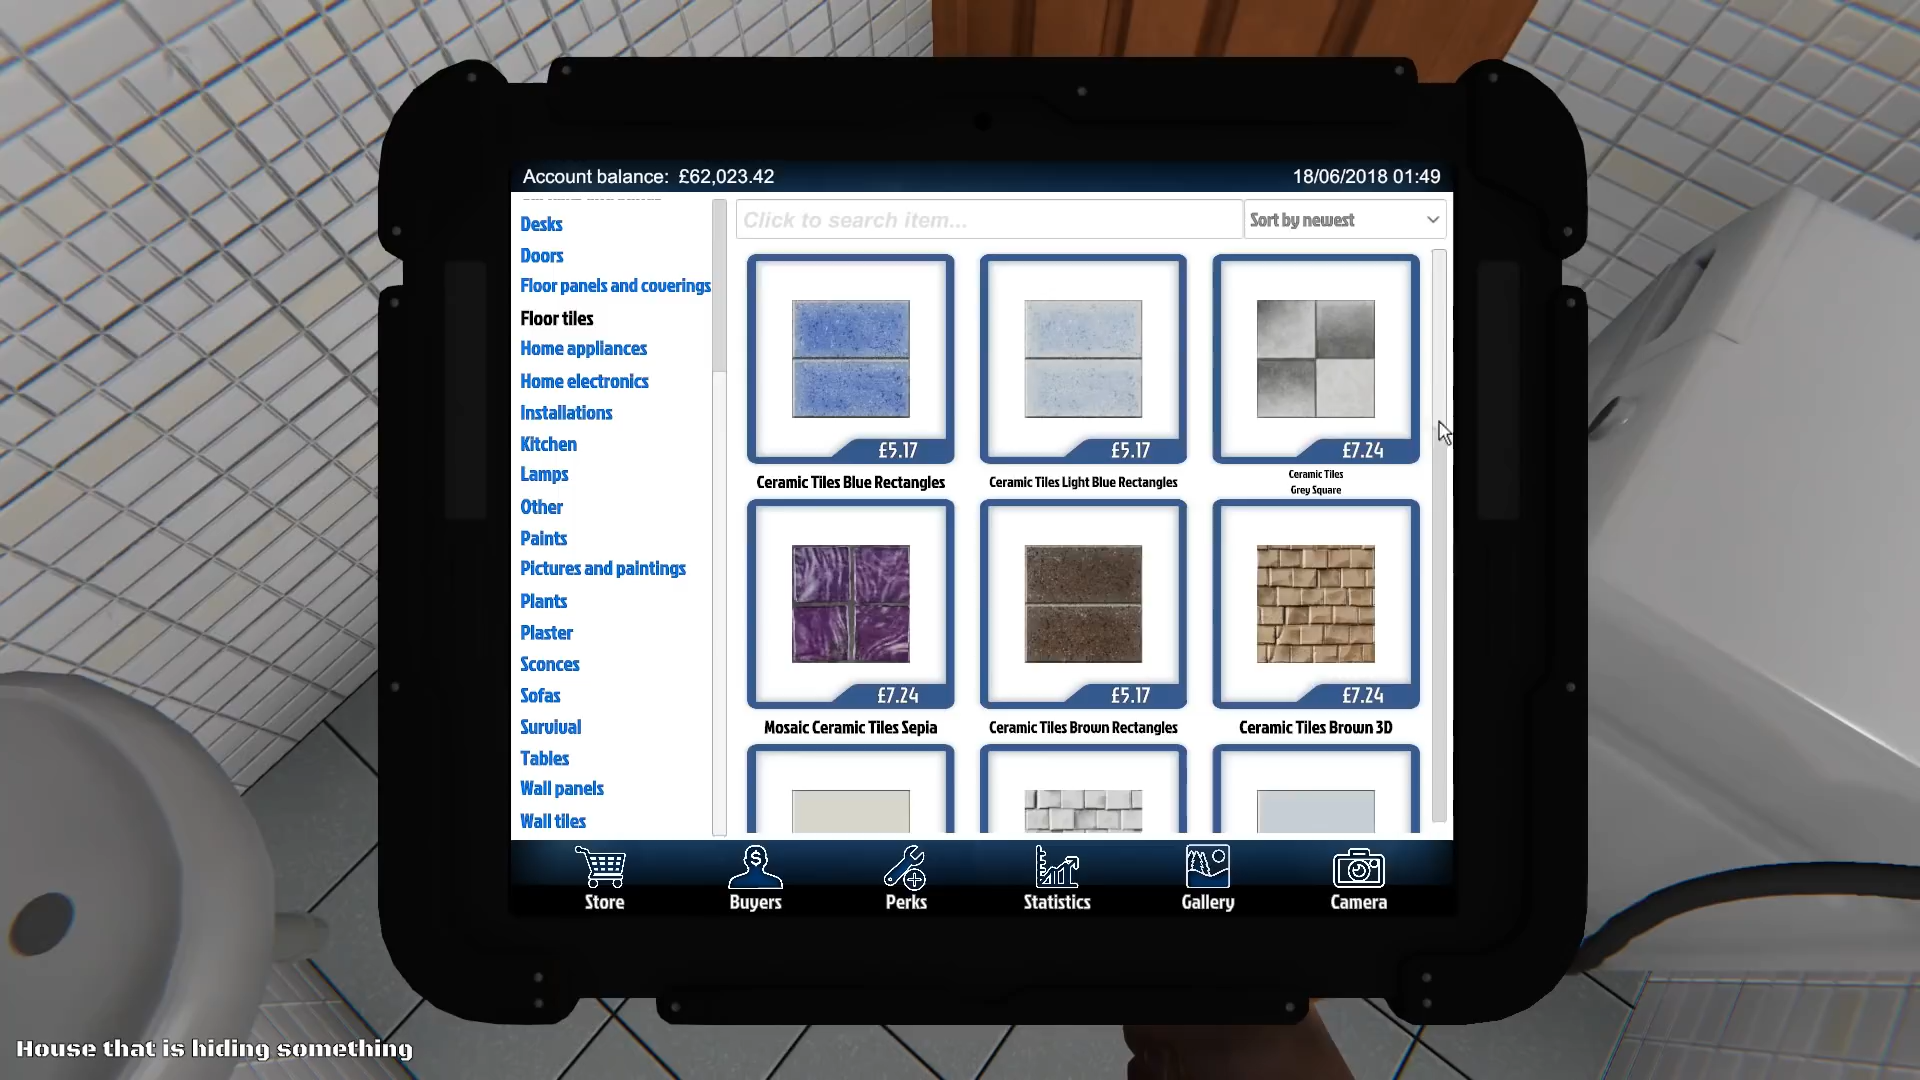 Account balance: £62,023.42
18/06/2018 01:49
Desks
Doors
Floor panels and coverings
Floor tiles
Home appliances
Home electronics
Installations
Kitchen
Lamps
Other
Paints
Pictures and paintings
Plants
Plaster
Sconces
Sofas
Survival
Tables
Wall panels
Wall tiles
Click to search item...
Sort by newest
£5.17
£5.17
£7.24
Ceramic Tiles Blue Rectangles
Ceramic Tiles Light Blue Rectangles
Ceramic Tiles
Grey Square
£7.24
£5.17
£7.24
Mosaic Ceramic Tiles Sepia
Ceramic Tiles Brown Rectangles
Ceramic Tiles Brown 3D
Store
Buyers
Perks
Statistics
Gallery
Camera
House that is hiding something